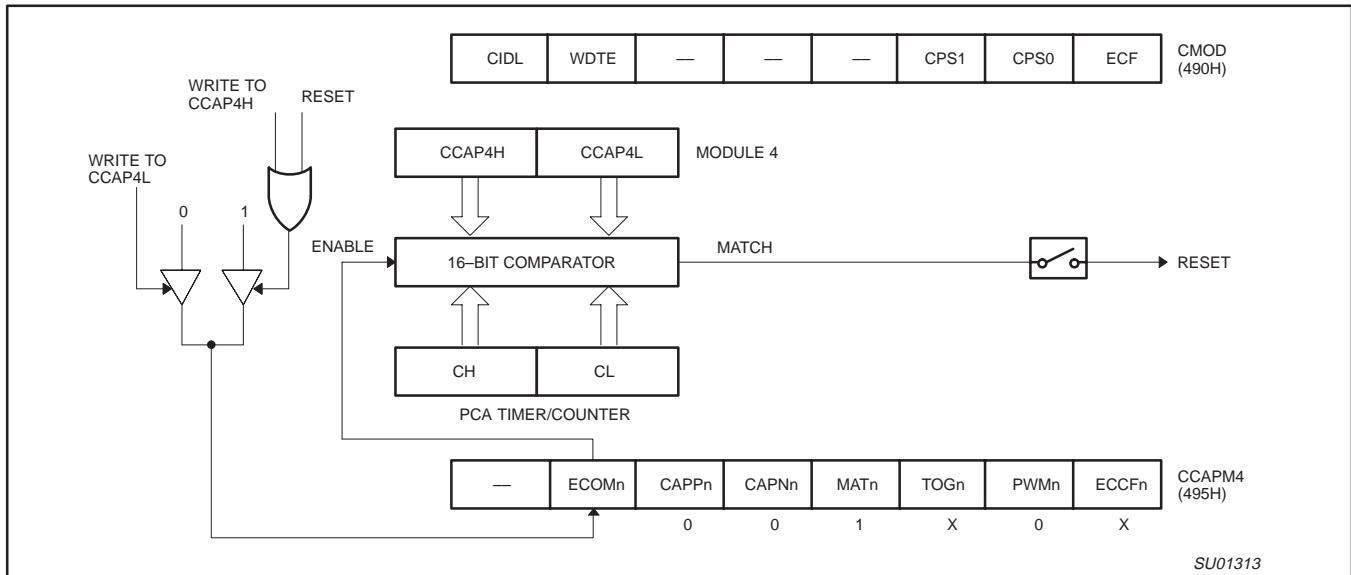 CIDL WDTE — — — CPS1 CPS0 ECF
CMOD
(490H)
WRITE TO
CCAP4H
RESET
CCAP4H CCAP4L MODULE 4
WRITE TO
CCAP4L
0 1
ENABLE
16–BIT COMPARATOR
MATCH
RESET
CH CL
PCA TIMER/COUNTER
— ECOMn CAPPn CAPNn MATn TOGn PWMn ECCFn
CCAPM4
(495H)
0 0 1 X 0 X
SU01313